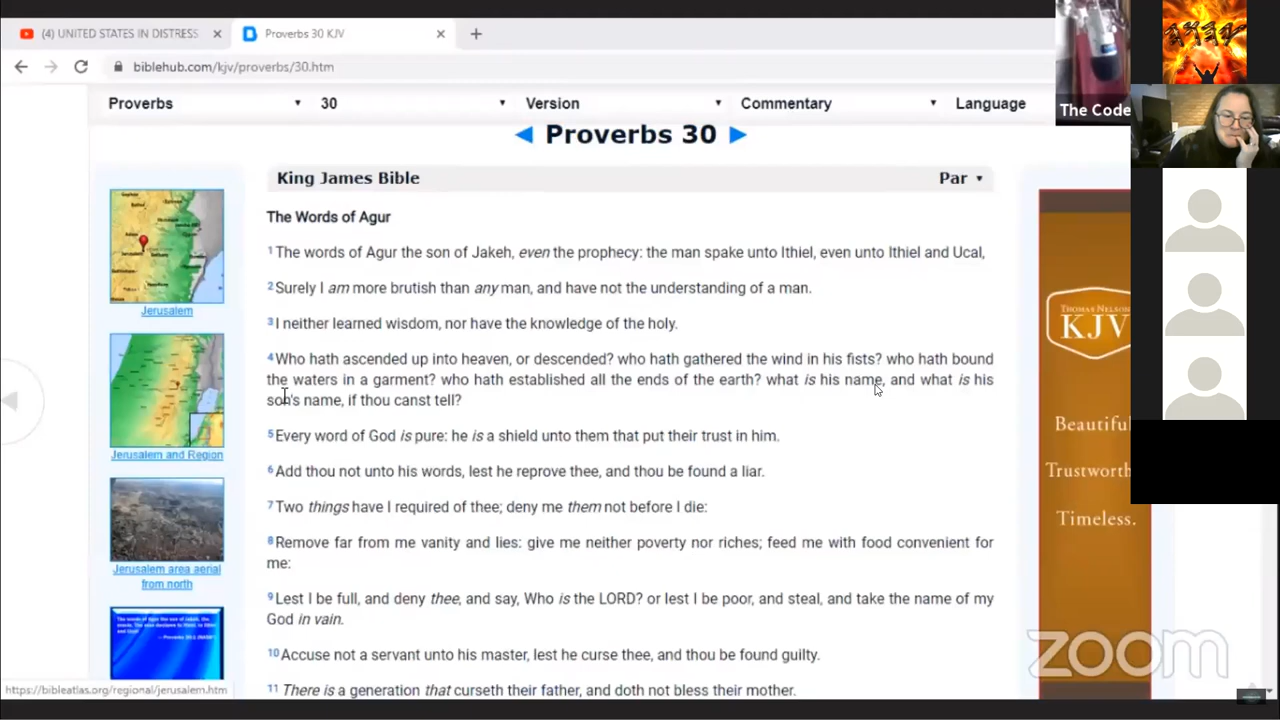 (4) UNITED STATES IN DISTRESS
Proverbs 30 KJV
biblehub.com/kjv/proverbs/30.htm
The Code
Proverbs 30 Version Commentary Language
Proverbs 30
King James Bible Par
The Words of Agur
1 The words of Agur the son of Jakeh, even the prophecy: the man spake unto Ithiel, even unto Ithiel and Ucal,
2 Surely I am more brutish than any man, and have not the understanding of a man.
3 I neither learned wisdom, nor have the knowledge of the holy.
4 Who hath ascended up into heaven, or descended? who hath gathered the wind in his fists? who hath bound
the waters in a garment? who hath established all the ends of the earth? what is his name, and what is his
son's name, if thou canst tell?
5 Every word of God is pure: he is a shield unto them that put their trust in him.
6 Add thou not unto his words, lest he reprove thee, and thou be found a liar.
7 Two things have I required of thee; deny me them not before I die:
8 Remove far from me vanity and lies: give me neither poverty nor riches; feed me with food convenient for
me:
9 Lest I be full, and deny thee, and say, Who is the LORD? or lest I be poor, and steal, and take the name of my
God in vain.
10 Accuse not a servant unto his master, lest he curse thee, and thou be found guilty.
11 There is a generation that curseth their father, and doth not bless their mother.
Jerusalem
Jerusalem and Region
Jerusalem area aerial
from north
THOMAS NELSON
KJV
Beautiful
Trustworth
Timeless.
zoom
https://bibleatlas.org/regional/jerusalem.htm